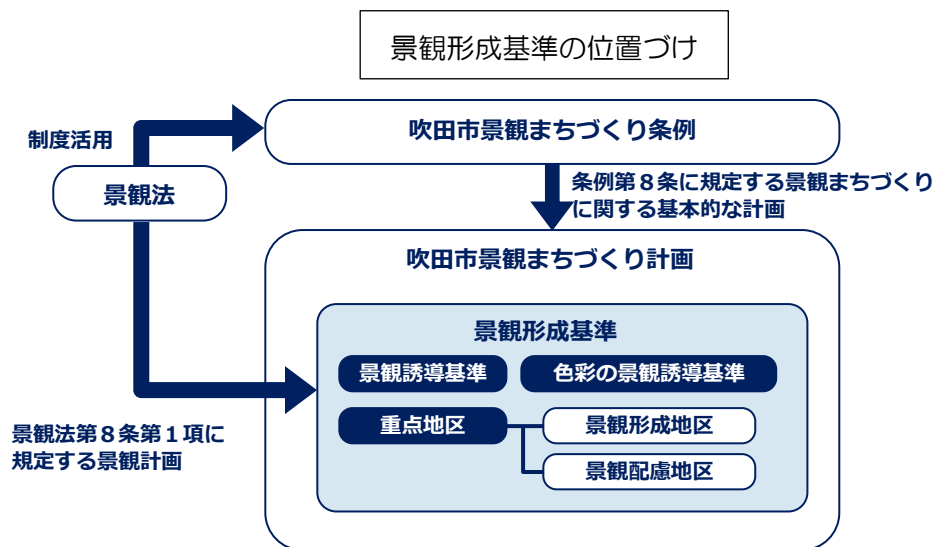 景観形成基準の位置づけ
制度活用
吹田市景観まちづくり条例
景観法
条例第８条に規定する景観まちづくり
に関する基本的な計画
吹田市景観まちづくり計画
景観形成基準
景観誘導基準
色彩の景観誘導基準
重点地区
景観形成地区
景観配慮地区
景観法第８条第１項に
規定する景観計画